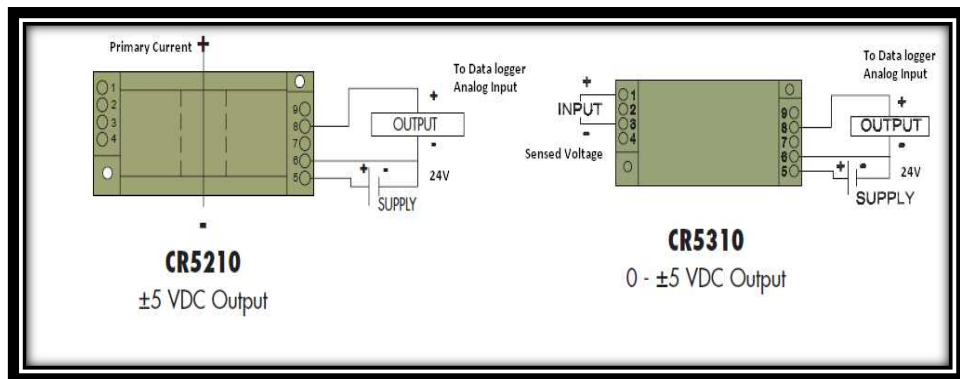 Primary Current +
1
2
3
4
9
8
7
6
5
To Data logger
Analog Input
+
OUTPUT
-
+ -
24V
SUPPLY
-
CR5210
±5 VDC Output
+
INPUT
-
Sensed Voltage
1
2
3
4
9
8
7
6
5
To Data logger
Analog Input
+
OUTPUT
-
+ -
24V
SUPPLY
CR5310
0 - ±5 VDC Output